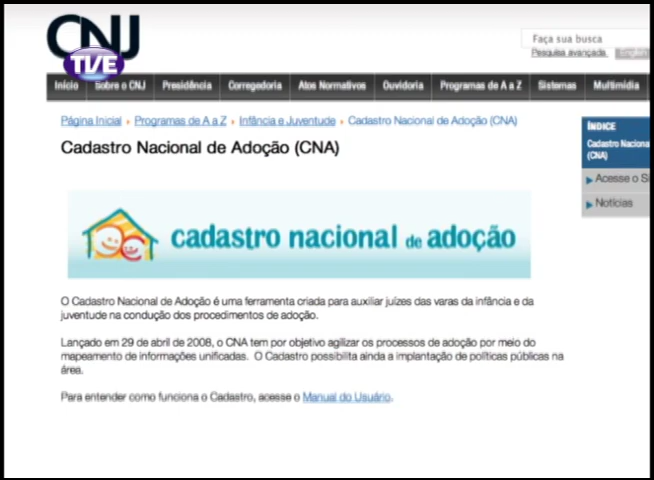 CNJ
TVE
Faça sua busca
Pesquisa avançada
Início Sobre o CNJ Presidência Corregedoria Atos Normativos Ouvidoria Programas de A a Z Sistemas Multimídia
Página Inicial Programas de A a Z Infância e Juventude Cadastro Nacional de Adoção (CNA)
Cadastro Nacional de Adoção (CNA)
ÍNDICE
Cadastro Naciona
(CNA)
Acesse o Si
Notícias
cadastro nacional de adoção
O Cadastro Nacional de Adoção é uma ferramenta criada para auxiliar juízes das varas da infância e da
juventude na condução dos procedimentos de adoção.
Lançado em 29 de abril de 2008, o CNA tem por objetivo agilizar os processos de adoção por meio do
mapeamento de informações unificadas. O Cadastro possibilita ainda a implantação de políticas públicas na
área.
Para entender como funciona o Cadastro, acesse o Manual do Usuário.